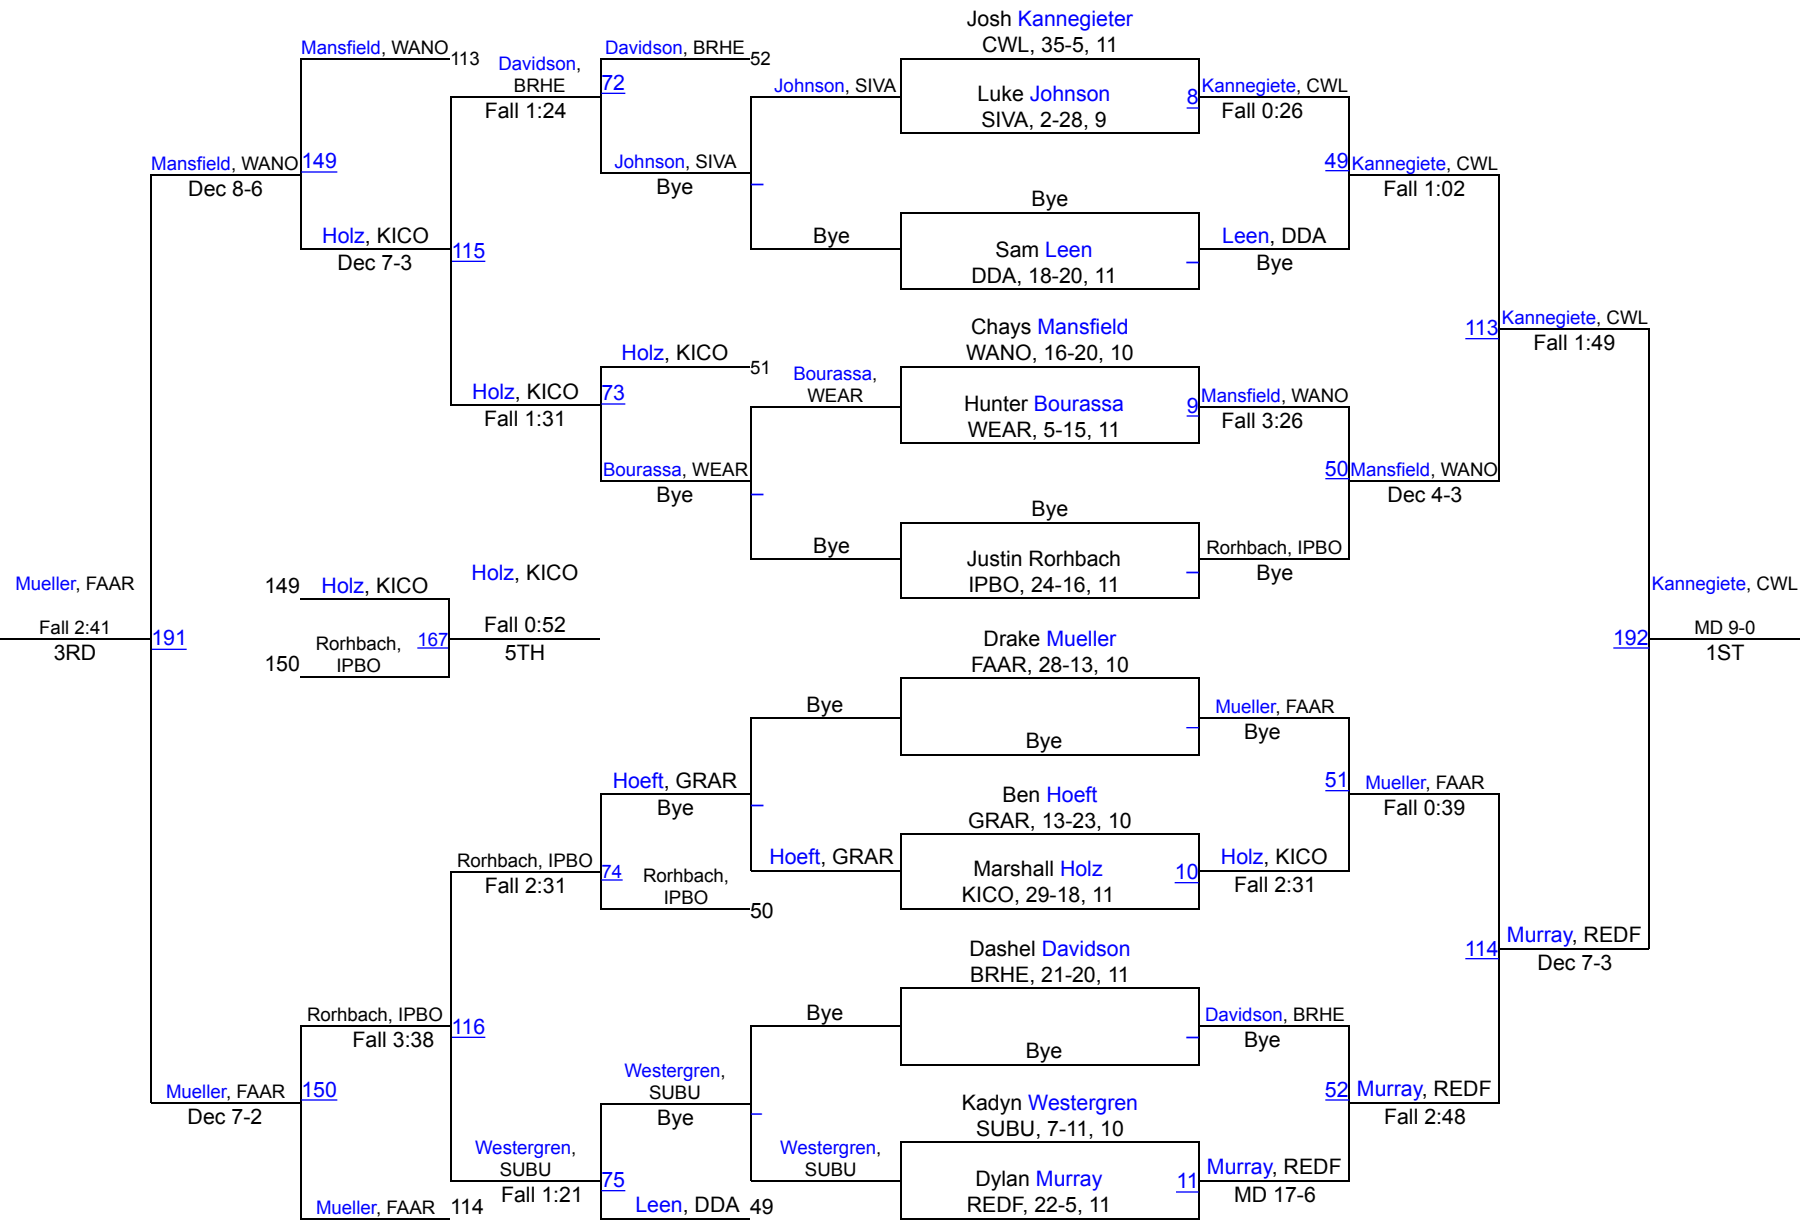 Josh Kannegieter
CWL, 35-5, 11
Mansfield, WANO
113
Davidson, BRHE
52
Davidson,
BRHE
72
Fall 1:24
Johnson, SIVA
Luke Johnson
SIVA, 2-28, 9
8
Kannegiete, CWL
Fall 0:26
Mansfield, WANO
149
Dec 8-6
Johnson, SIVA
Bye
49
Kannegiete, CWL
Fall 1:02
Bye
Holz, KICO
115
Dec 7-3
Bye
Sam Leen
DDA, 18-20, 11
Leen, DDA
Bye
Chays Mansfield
WANO, 16-20, 10
113
Kannegiete, CWL
Fall 1:49
Holz, KICO
51
Holz, KICO
73
Fall 1:31
Bourassa,
WEAR
Hunter Bourassa
WEAR, 5-15, 11
9
Mansfield, WANO
Fall 3:26
Bourassa, WEAR
Bye
50
Mansfield, WANO
Dec 4-3
Bye
Bye
Justin Rorhbach
IPBO, 24-16, 11
Rorhbach, IPBO
Bye
Mueller, FAAR
Fall 2:41
3RD
191
149
Holz, KICO
Holz, KICO
150
Rorhbach,
IPBO
167
Fall 0:52
5TH
Kannegiete, CWL
192
MD 9-0
1ST
Drake Mueller
FAAR, 28-13, 10
Bye
Bye
Mueller, FAAR
Bye
Hoeft, GRAR
Bye
Ben Hoeft
GRAR, 13-23, 10
51
Mueller, FAAR
Fall 0:39
Rorhbach, IPBO
Fall 2:31
74
Rorhbach,
IPBO
50
Hoeft, GRAR
Marshall Holz
KICO, 29-18, 11
10
Holz, KICO
Fall 2:31
Dashel Davidson
BRHE, 21-20, 11
114
Murray, REDF
Dec 7-3
Rorhbach, IPBO
116
Fall 3:38
Bye
Bye
Davidson, BRHE
Bye
Mueller, FAAR
150
Dec 7-2
Westergren,
SUBU
Bye
Kadyn Westergren
SUBU, 7-11, 10
52
Murray, REDF
Fall 2:48
Westergren,
SUBU
75
Fall 1:21
Westergren,
SUBU
Dylan Murray
REDF, 22-5, 11
11
Murray, REDF
MD 17-6
Mueller, FAAR
114
Leen, DDA
49